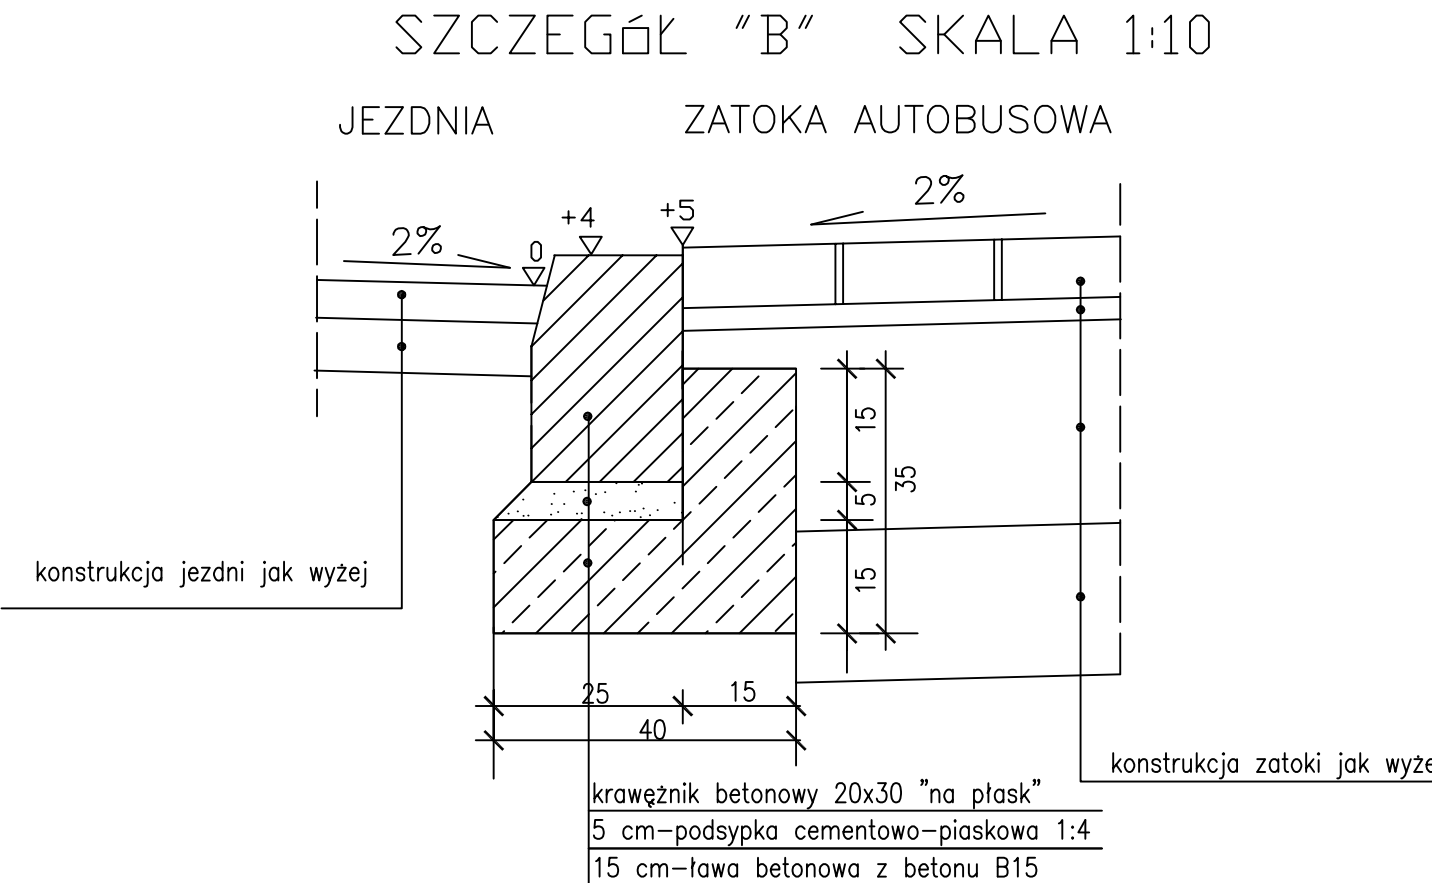 SZCZEGóŁ "B" SKALA 1:10
JEZDNIA ZATOKA AUTOBUSOWA
2%
+5
+4
2%
0
15
35
5
15
konstrukcja jezdni jak wyżej
25
15
40
konstrukcja zatoki jak wyże
krawężnik betonowy 20x30 "na płask"
5 cm-podsypka cementowo-piaskowa 1:4
15 cm-ława betonowa z betonu B15